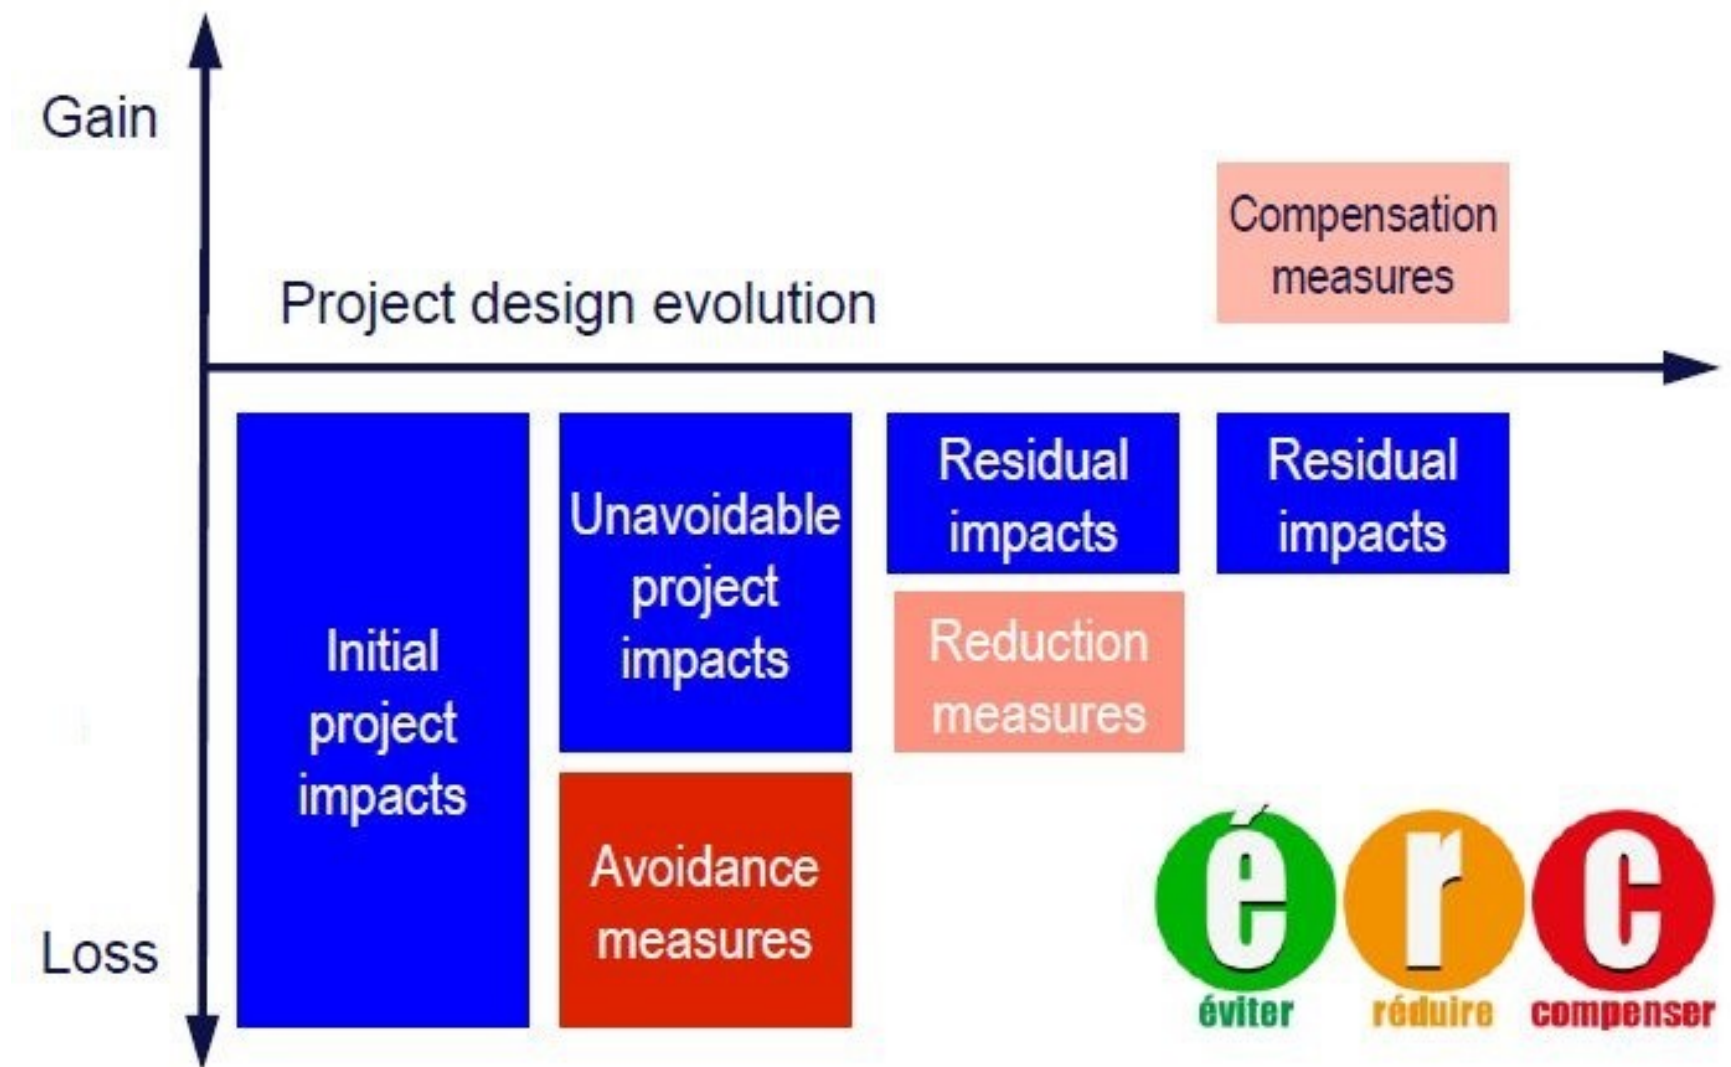 Gain
Compensation
measures
Project design evolution
Initial
project
impacts
Unavoidable
project
impacts
Avoidance
measures
Residual
impacts
Reduction
measures
Residual
impacts
Loss
é r c
éviter réduire compenser